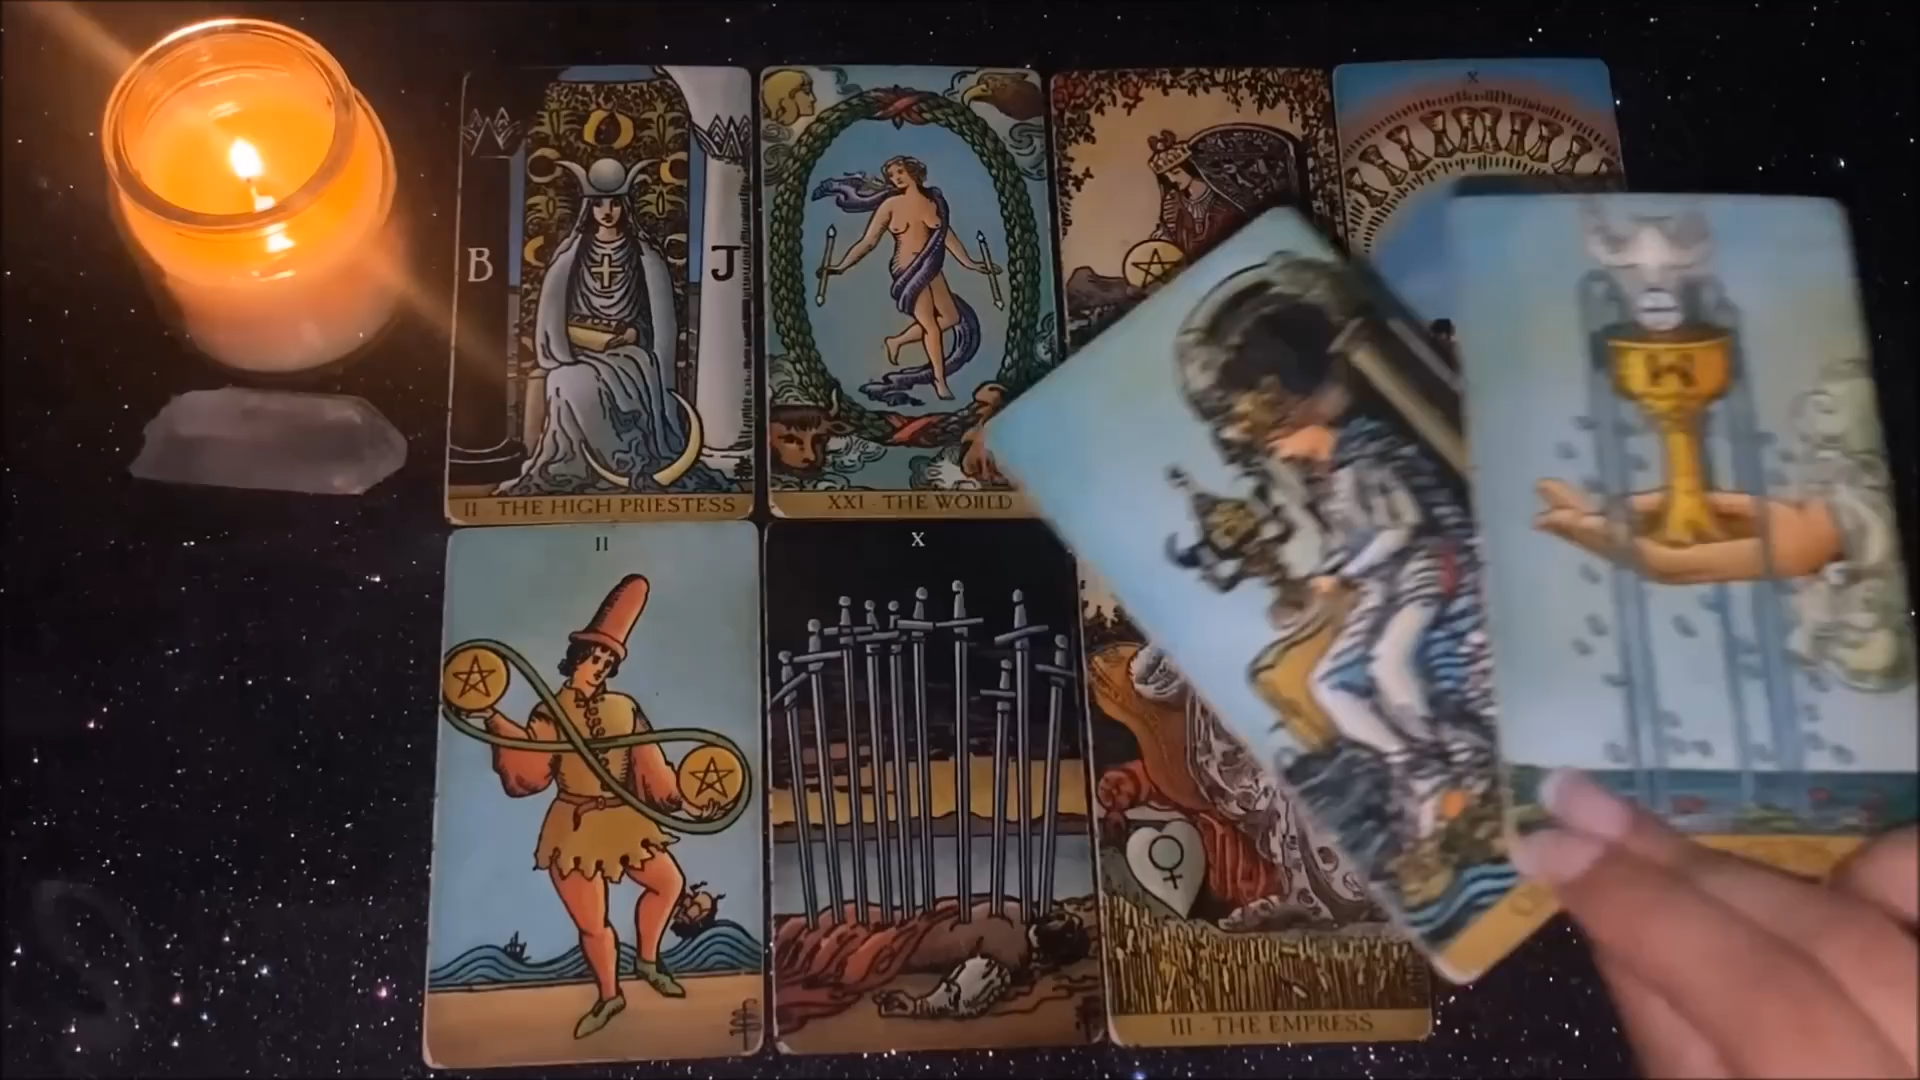 X
B
J
II · THE HIGH PRIESTESS
XXI · THE WORLD
II
X
III · THE EMPRESS